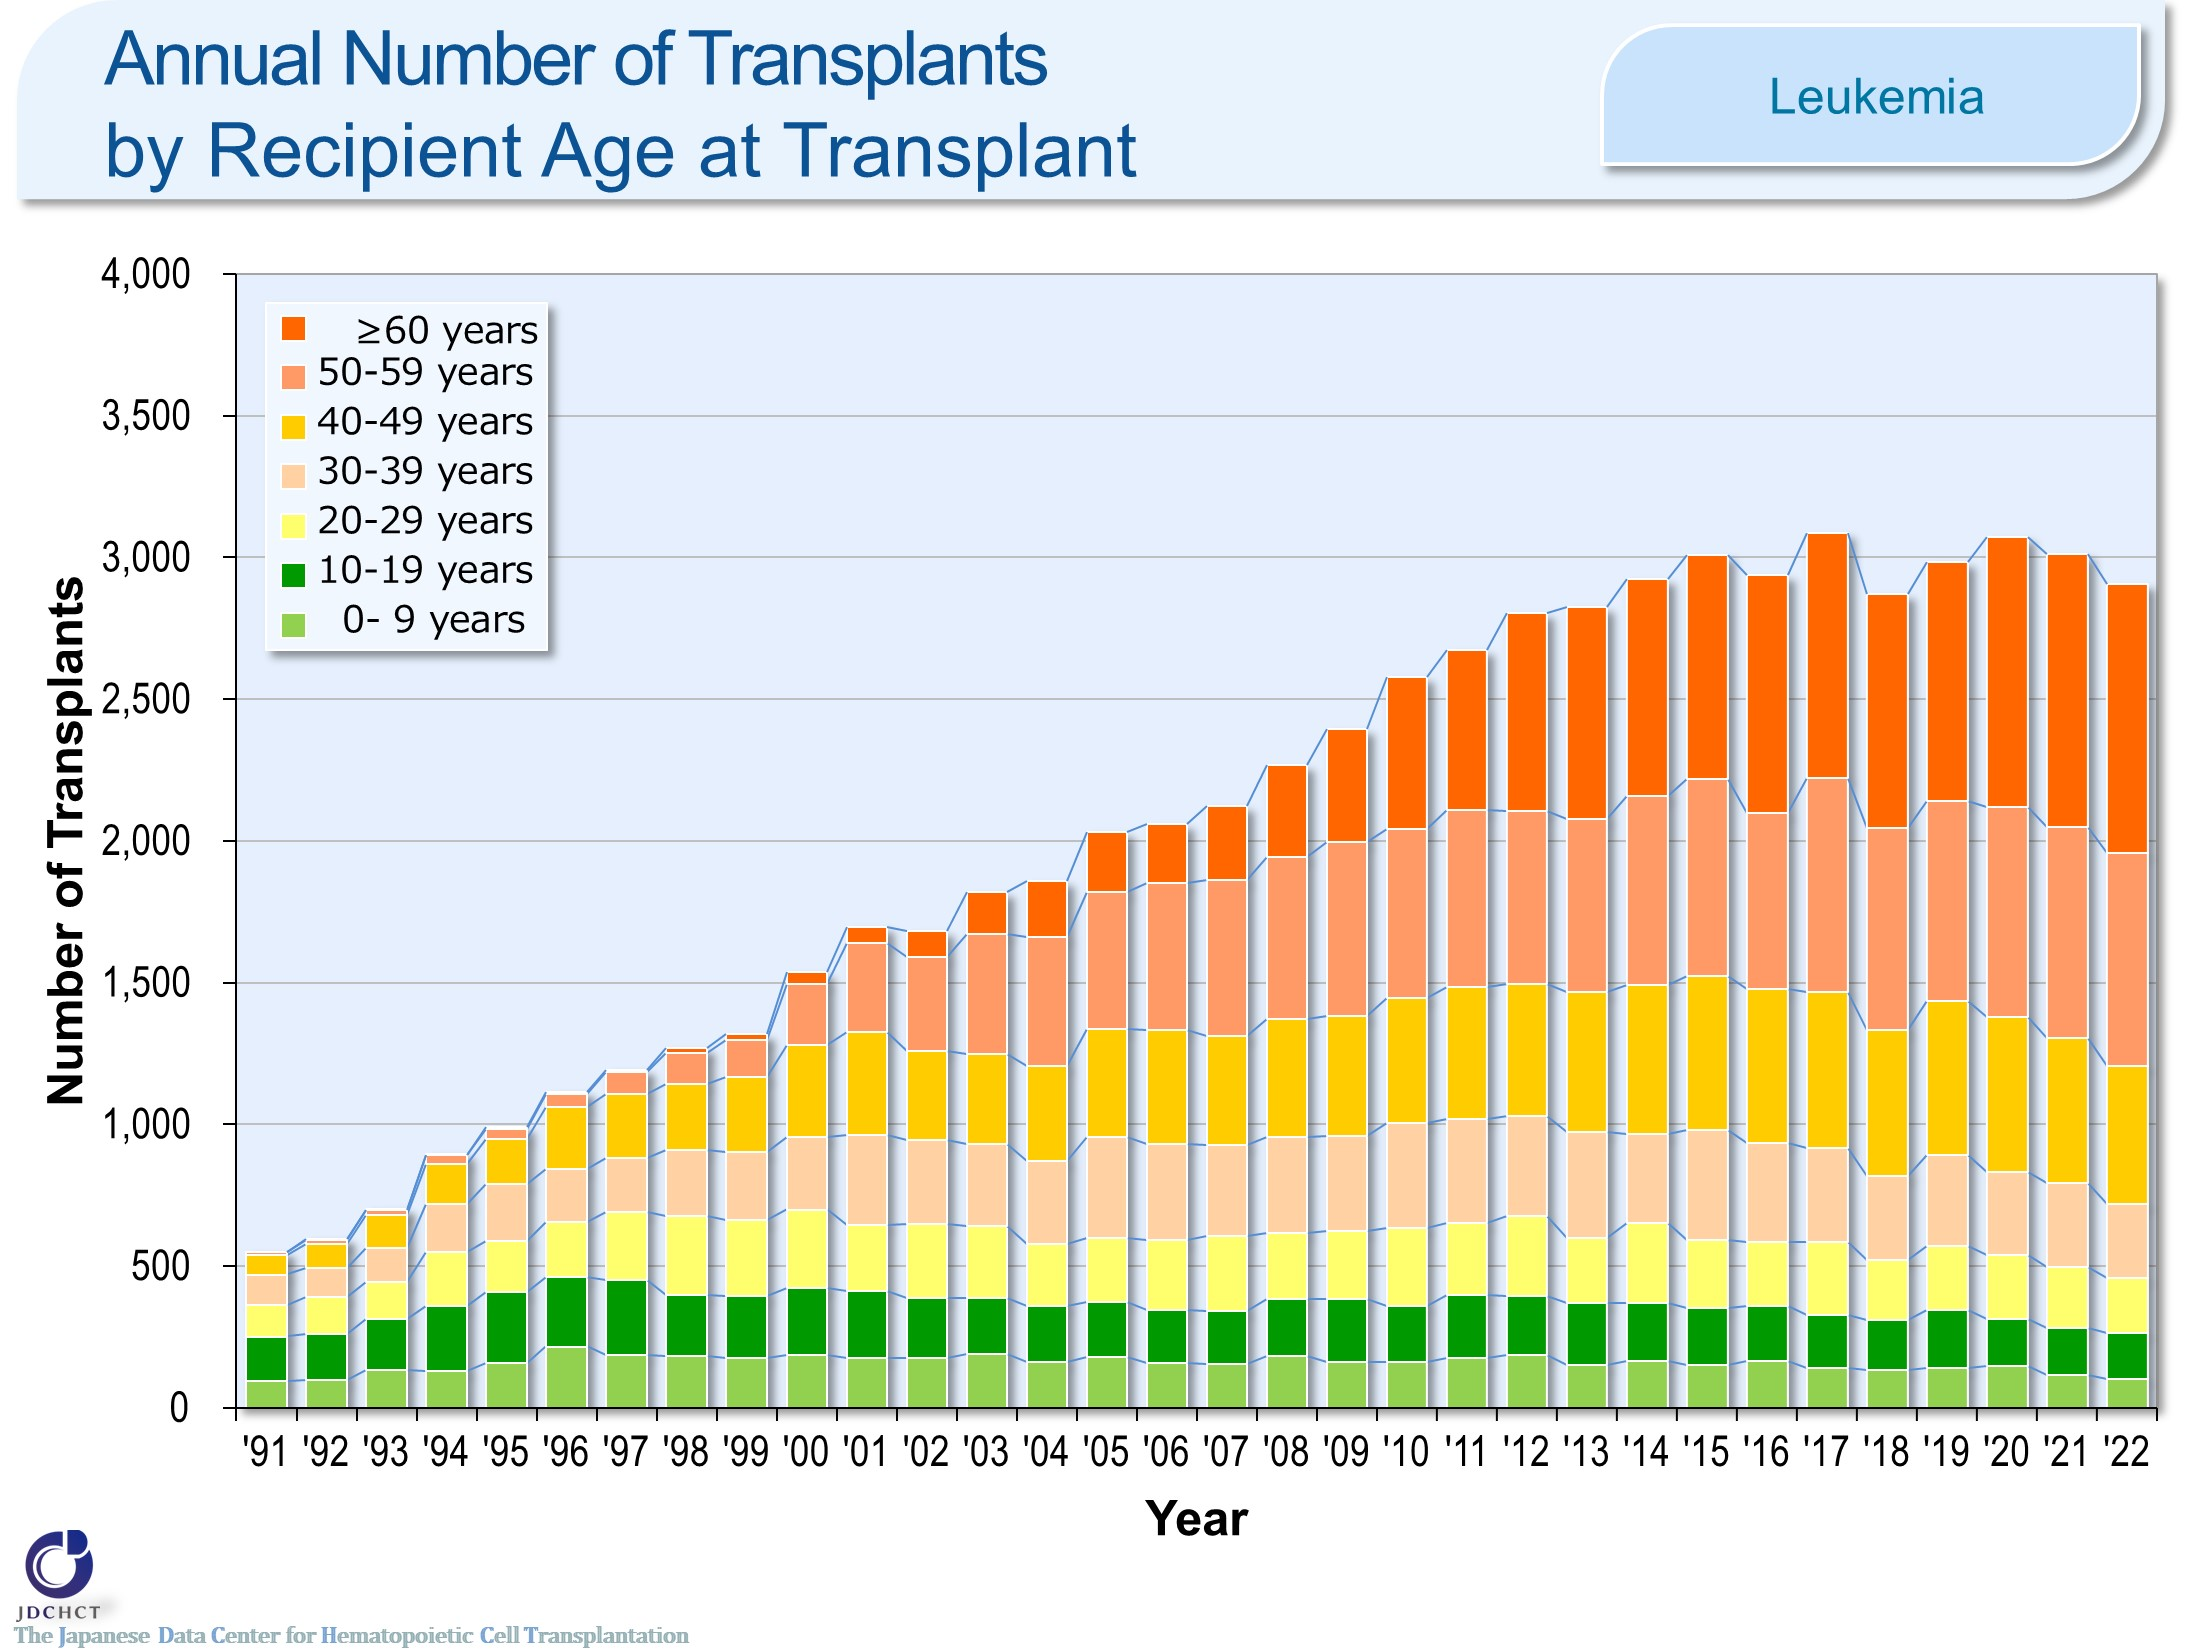 Annual Number of Transplants
by Recipient Age at Transplant
Leukemia
Number of Transplants
4,000
3,500
3,000
2,500
2,000
1,500
1,000
500
0
≥60 years
50-59 years
40-49 years
30-39 years
20-29 years
10-19 years
0- 9 years
'91 '92 '93 '94 '95 '96 '97 '98 '99 '00 '01 '02 '03 '04 '05 '06 '07 '08 '09 '10 '11 '12 '13 '14 '15 '16 '17 '18 '19 '20 '21 '22
Year
JDCHCT
The Japanese Data Center for Hematopoietic Cell Transplantation